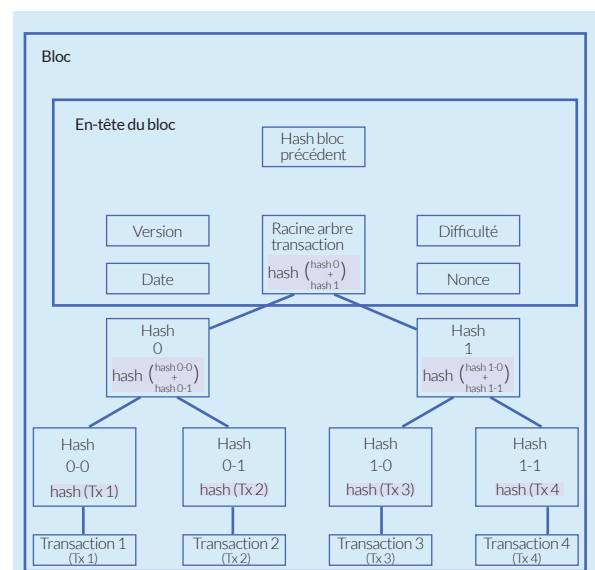 Bloc
En-tête du bloc
Hash bloc
précédent
Version
Racine arbre
transaction
hash (hash 0
+
hash 1)
Difficulté
Date
Nonce
Hash
0
hash (hash 0-0
+
hash 0-1)
Hash
1
hash (hash 1-0
+
hash 1-1)
Hash
0-0
hash (Tx 1)
Hash
0-1
hash (Tx 2)
Hash
1-0
hash (Tx 3)
Hash
1-1
hash (Tx 4
Transaction 1
(Tx 1)
Transaction 2
(Tx 2)
Transaction 3
(Tx 3)
Transaction 4
(Tx 4)